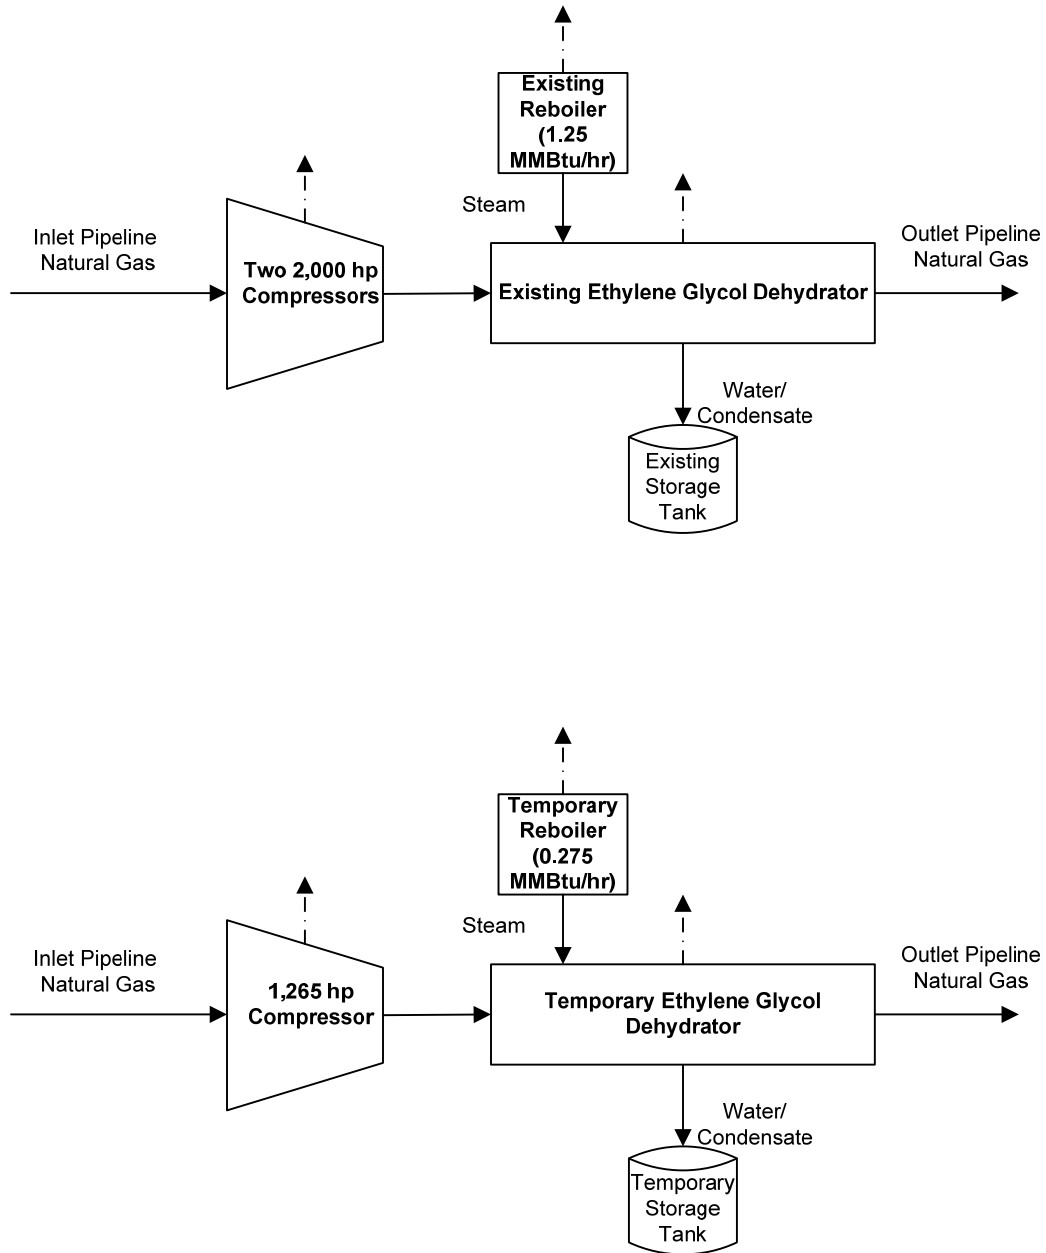 Existing
Reboiler
(1.25
MMBtu/hr)
Steam
Inlet Pipeline
Natural Gas
Two 2,000 hp
Compressors
Existing Ethylene Glycol Dehydrator
Outlet Pipeline
Natural Gas
Water/
Condensate
Existing
Storage
Tank
Temporary
Reboiler
(0.275
MMBtu/hr)
Steam
Inlet Pipeline
Natural Gas
1,265 hp
Compressor
Temporary Ethylene Glycol
Dehydrator
Outlet Pipeline
Natural Gas
Water/
Condensate
Temporary
Storage
Tank